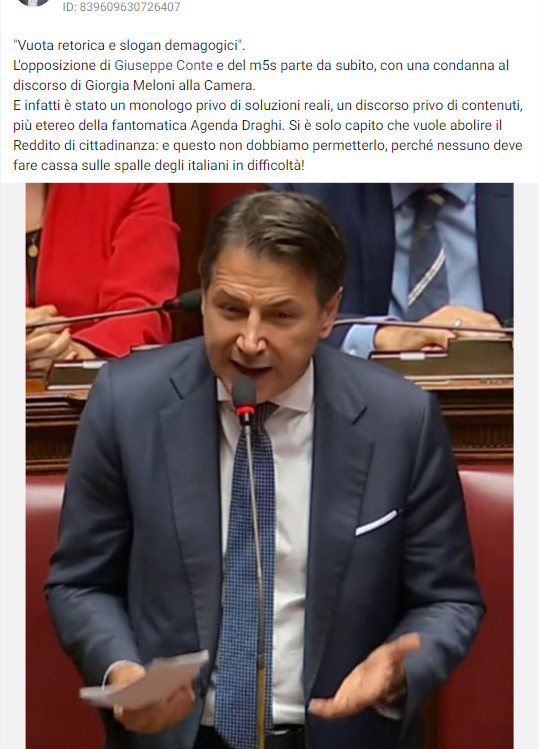 ID: 839609630726407
"Vuota retorica e slogan demagogici".
L'opposizione di Giuseppe Conte e del m5s parte da subito, con una condanna al
discorso di Giorgia Meloni alla Camera.
E infatti è stato un monologo privo di soluzioni reali, un discorso privo di contenuti,
più etereo della fantomatica Agenda Draghi. Si è solo capito che vuole abolire il
Reddito di cittadinanza: e questo non dobbiamo permetterlo, perché nessuno deve
fare cassa sulle spalle degli italiani in difficoltà!